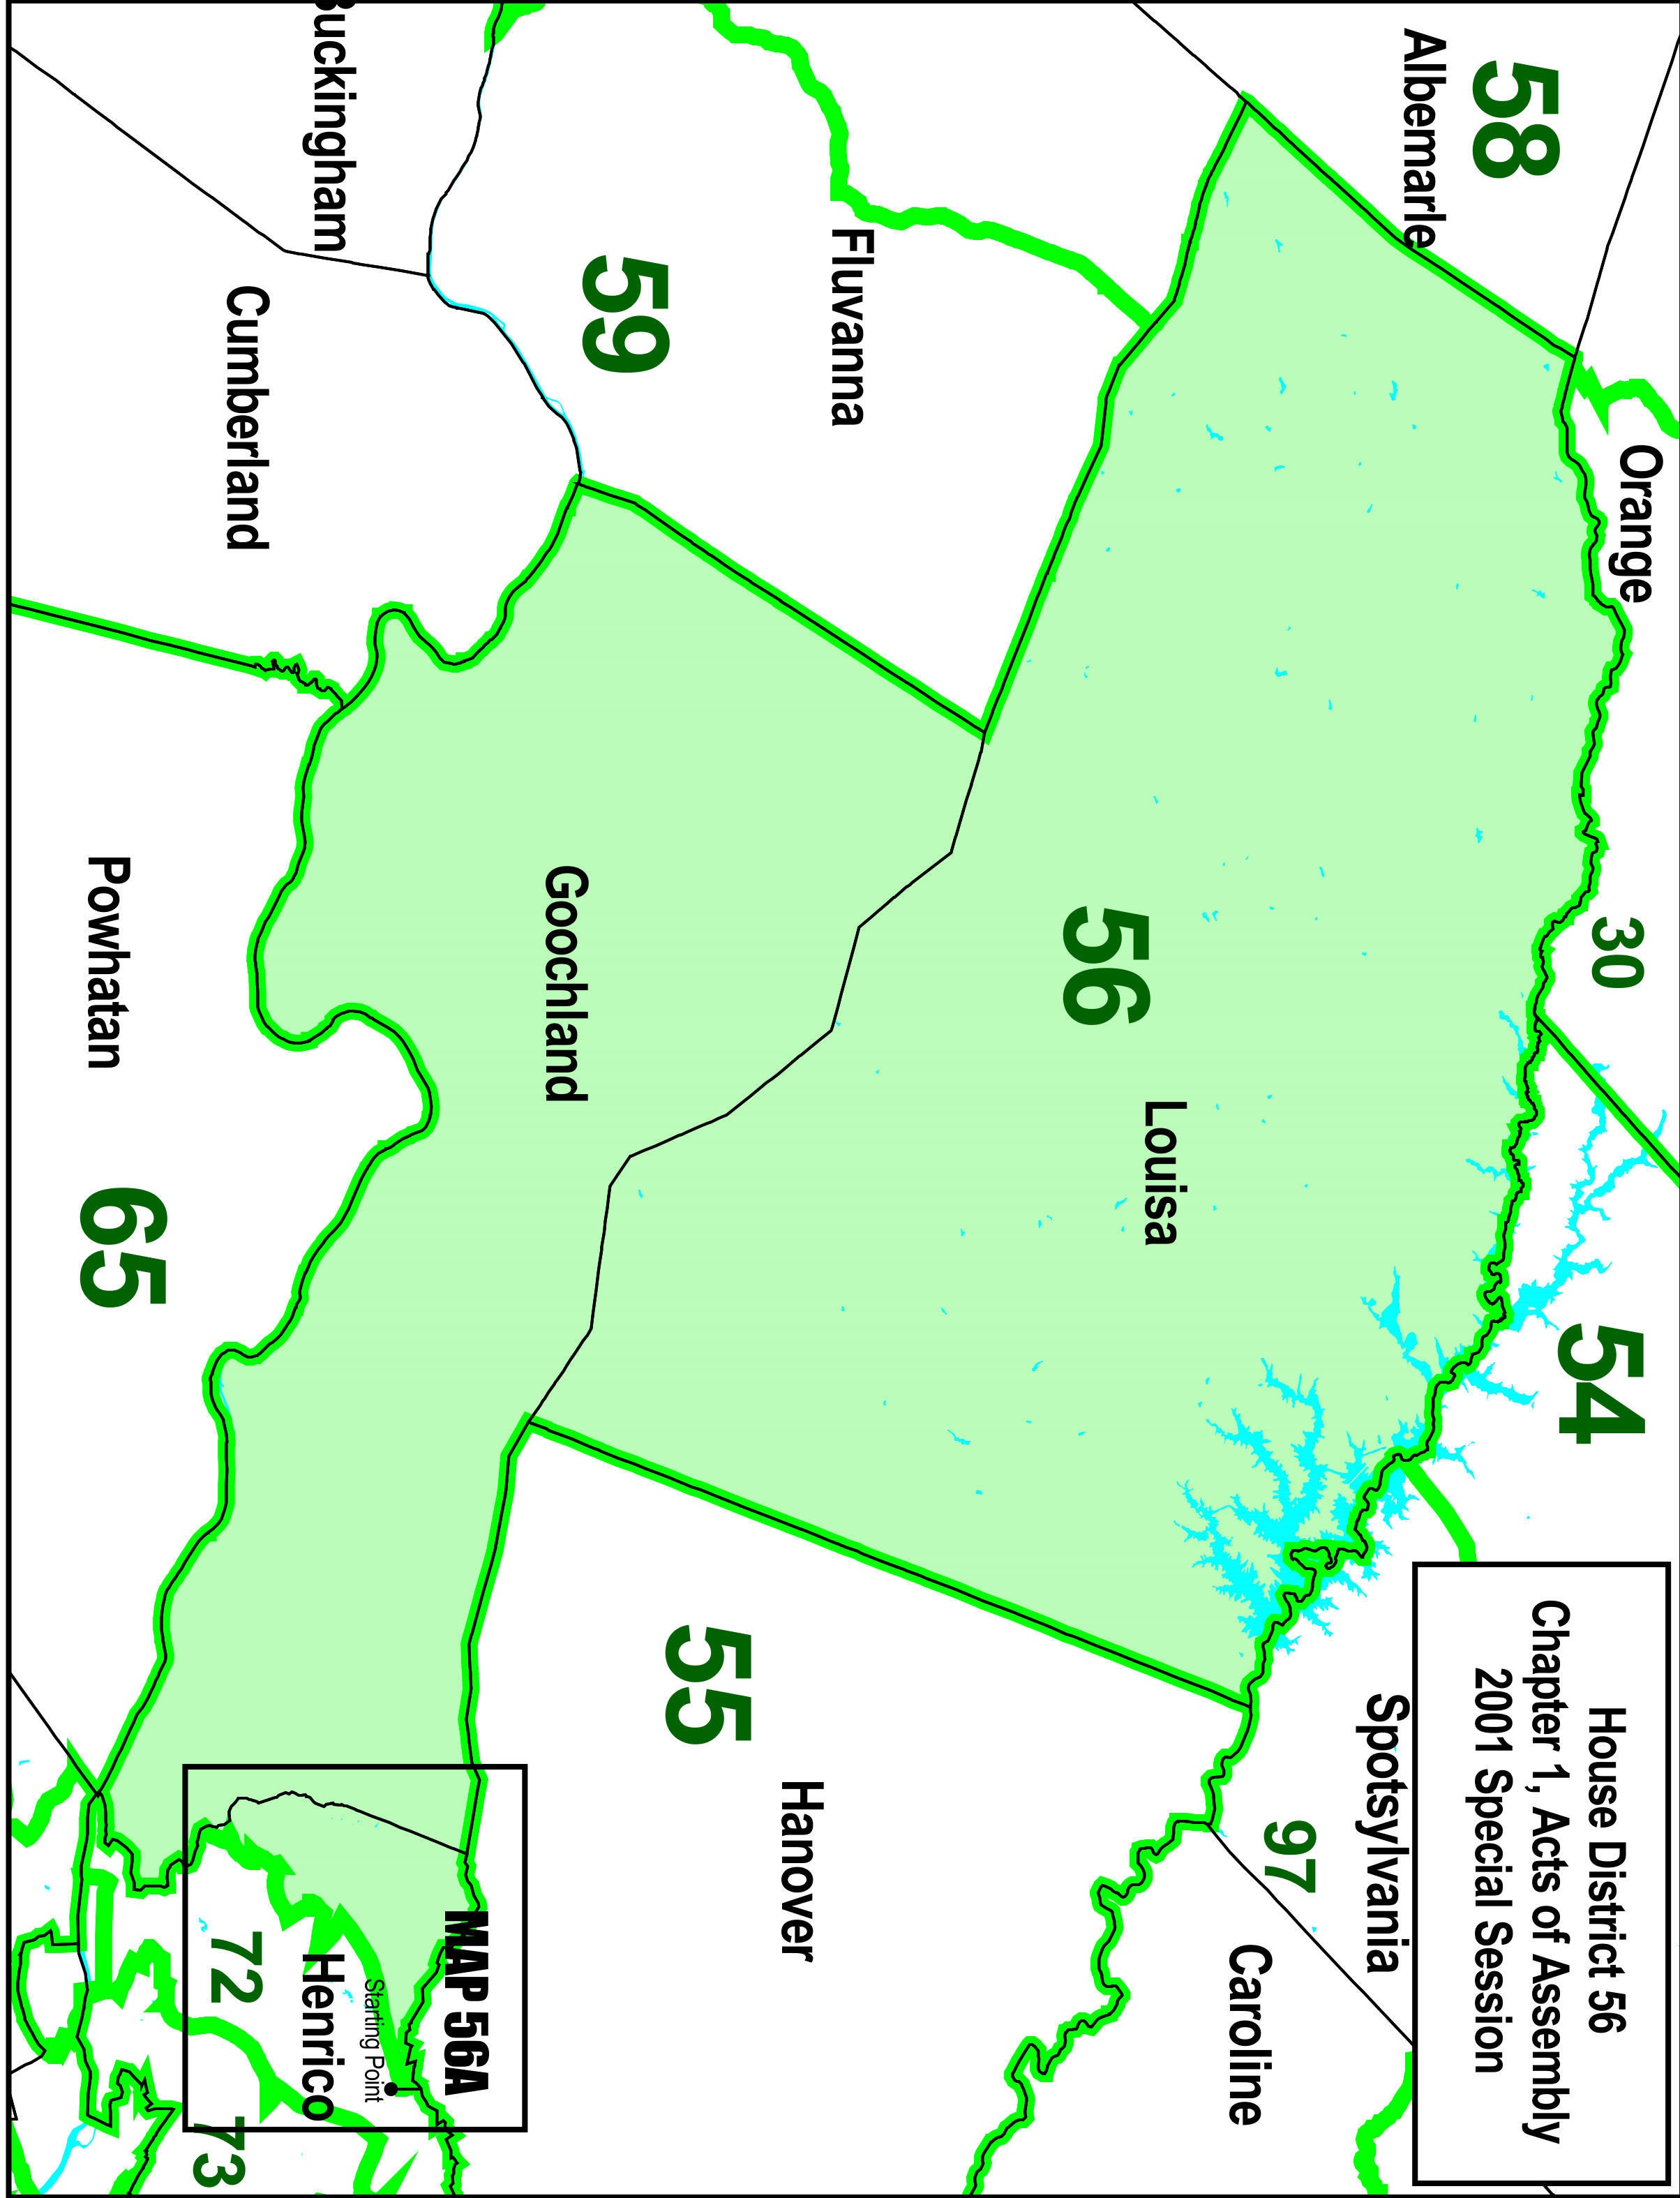 House District 56
Chapter 1, Acts of Assembly
2001 Special Session
58
Albemarle
Orange
30
54
Spotsylvania
97
Caroline
Fluvanna
59
Louisa
56
Buckingham
Cumberland
Goochland
55
Hanover
Powhatan
65
MAP 56A
Starting Point
Henrico
72
73